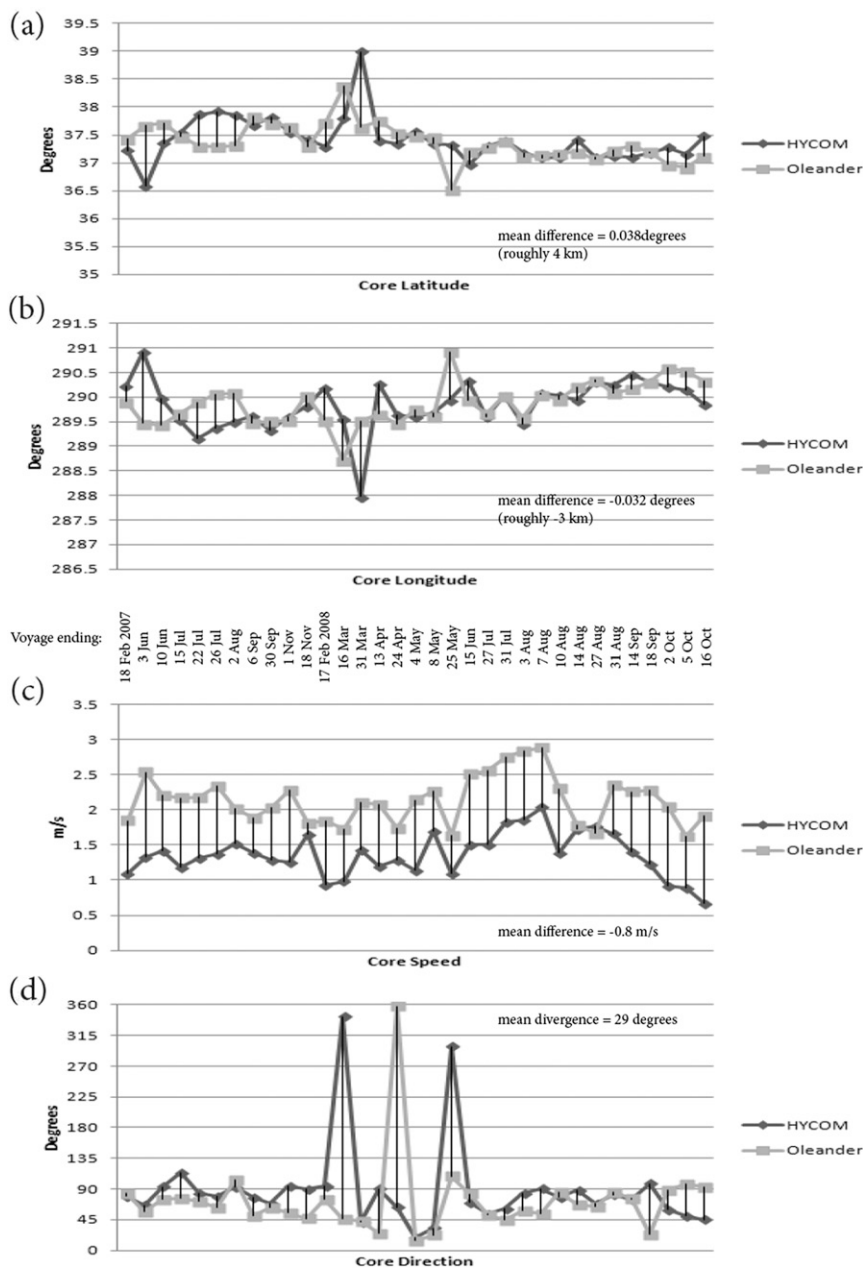 (a)
39.5
39
38.5
38
37.5
37
36.5
36
35.5
35
Degrees
HYCOM
Oleander
mean difference = 0.038degrees
(roughly 4 km)
Core Latitude
(b)
291.5
291
290.5
290
289.5
289
288.5
288
287.5
287
286.5
Degrees
HYCOM
Oleander
mean difference = -0.032 degrees
(roughly -3 km)
Core Longitude
Voyage ending:
18 Feb 2007
3 Jun
10 Jun
15 Jul
22 Jul
26 Jul
2 Aug
6 Sep
30 Sep
1 Nov
18 Nov
17 Feb 2008
16 Mar
31 Mar
13 Apr
24 Apr
4 May
8 May
25 May
15 Jun
27 Jul
31 Jul
3 Aug
7 Aug
10 Aug
14 Aug
27 Aug
31 Aug
14 Sep
18 Sep
2 Oct
5 Oct
16 Oct
(c)
3.5
3
2.5
2
1.5
1
0.5
0
m/s
HYCOM
Oleander
mean difference = -0.8 m/s
Core Speed
(d)
360
315
270
225
180
135
90
45
0
Degrees
mean divergence = 29 degrees
HYCOM
Oleander
Core Direction